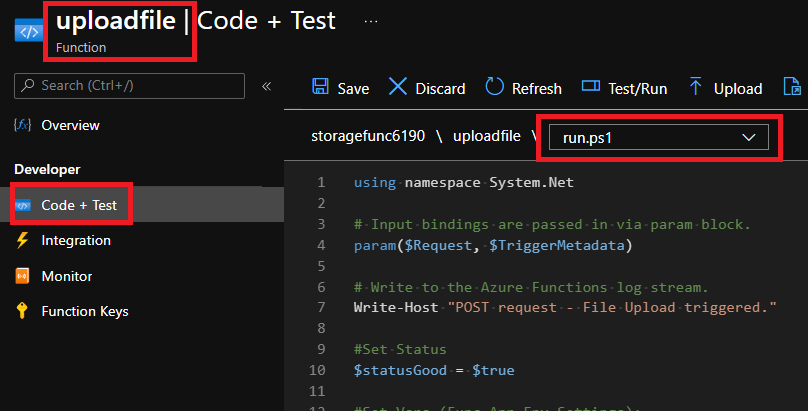 uploadfile | Code + Test ...
Function
Search (Ctrl+/)
«
Overview
Developer
Code + Test
Integration
Monitor
Function Keys
Save Discard Refresh Test/Run Upload
storagefunc6190 \ uploadfile \ run.ps1
1 using namespace System.Net
2
3 # Input bindings are passed in via param block.
4 param($Request, $TriggerMetadata)
5
6 # Write to the Azure Functions log stream.
7 Write-Host "POST request - File Upload triggered."
8
9 #Set Status
10 $statusGood = $true
11